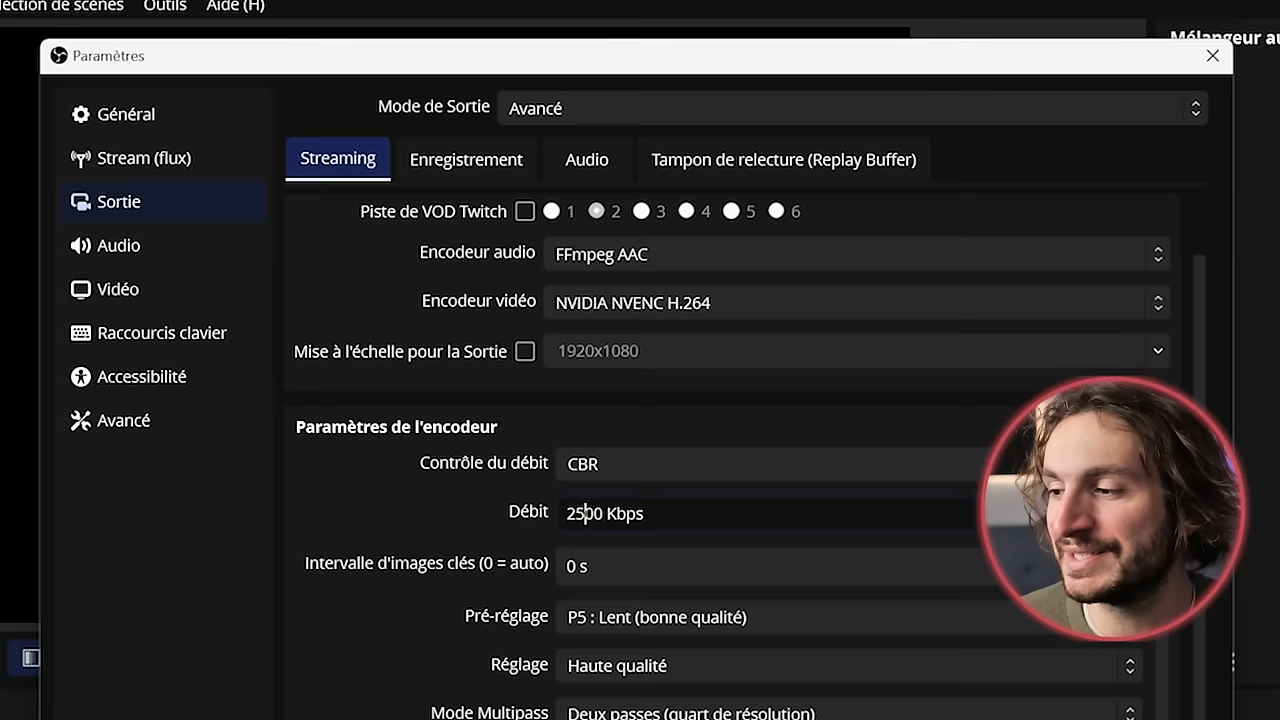 lection de scènes Outils Aide (H)
Mélangeur au
Paramètres
Général
Stream (flux)
Sortie
Audio
Vidéo
Raccourcis clavier
Accessibilité
Avancé
Mode de Sortie Avancé
Streaming Enregistrement Audio Tampon de relecture (Replay Buffer)
Piste de VOD Twitch 1 2 3 4 5 6
Encodeur audio FFmpeg AAC
Encodeur vidéo NVIDIA NVENC H.264
Mise à l'échelle pour la Sortie 1920x1080
Paramètres de l'encodeur
Contrôle du débit CBR
Débit 2500 Kbps
Intervalle d'images clés (0 = auto) 0 s
Pré-réglage P5 : Lent (bonne qualité)
Réglage Haute qualité
Mode Multipass Deux passes (quart de résolution)